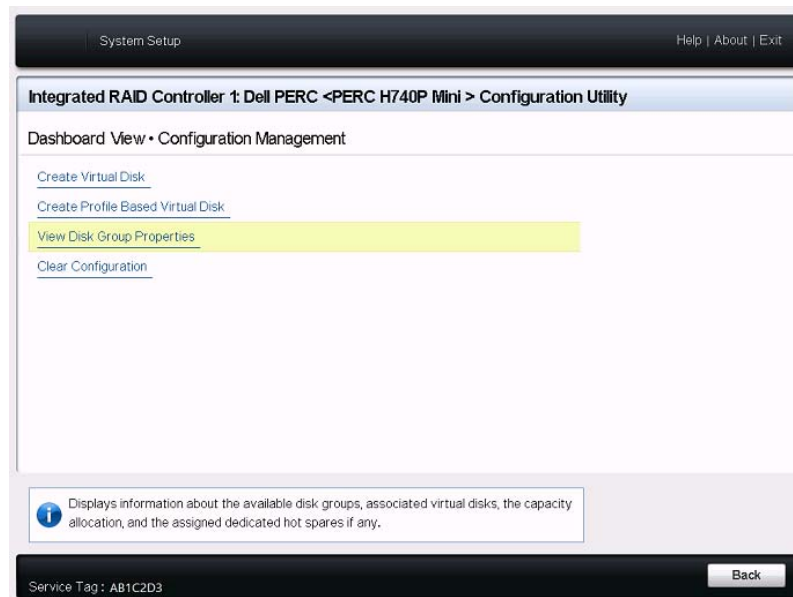 System Setup
Help | About | Exit
Integrated RAID Controller 1: Dell PERC <PERC H740P Mini > Configuration Utility
Dashboard View • Configuration Management
Create Virtual Disk
Create Profile Based Virtual Disk
View Disk Group Properties
Clear Configuration
Displays information about the available disk groups, associated virtual disks, the capacity
allocation, and the assigned dedicated hot spares if any.
Service Tag: AB1C2D3
Back